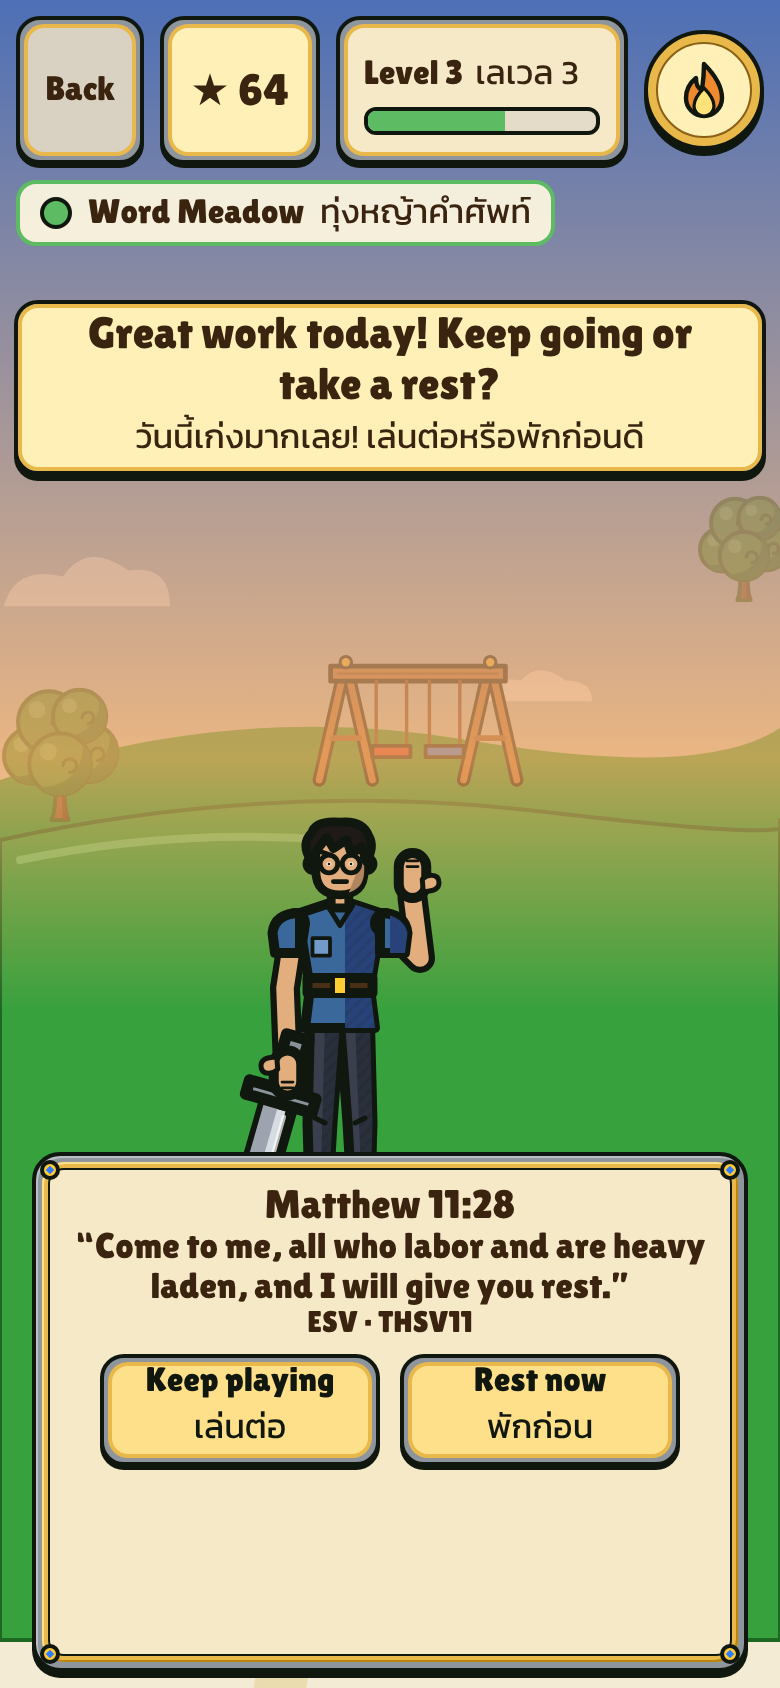 Back
★ 64
Level 3 เลเวล 3
Word Meadow ทุ่งหญ้าคำศัพท์
Great work today! Keep going or
take a rest?
วันนี้เก่งมากเลย! เล่นต่อหรือพักก่อนดี
Matthew 11:28
“Come to me, all who labor and are heavy
laden, and I will give you rest.”
ESV · THSV11
Keep playing
เล่นต่อ
Rest now
พักก่อน